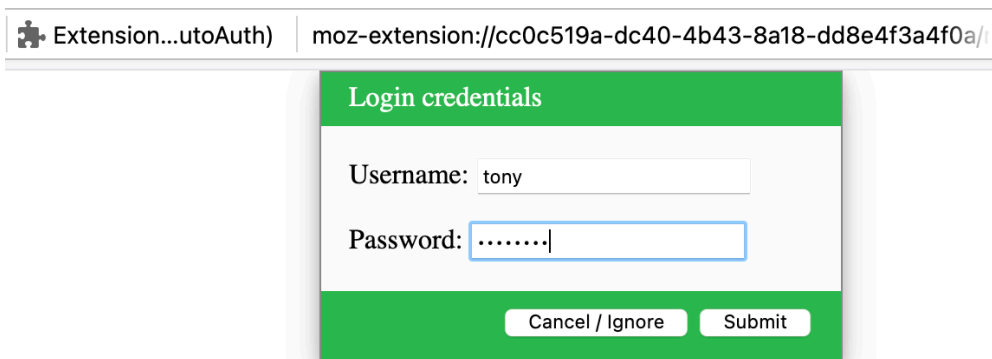 Extension...utoAuth) moz-extension://cc0c519a-dc40-4b43-8a18-dd8e4f3a4f0a/
Login credentials
Username: tony
Password: ········
Cancel / Ignore Submit